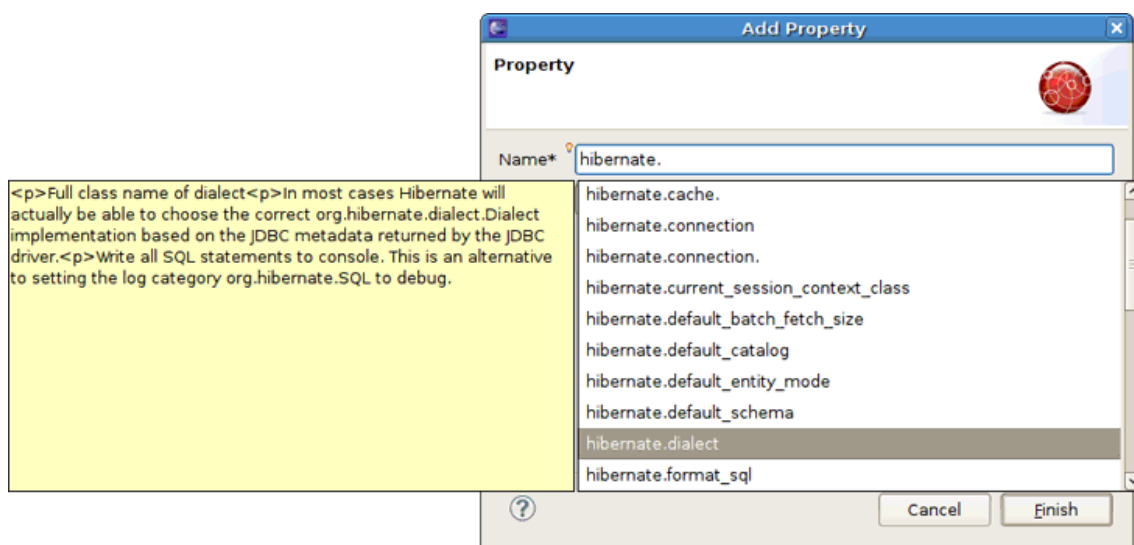 Add Property
Property
Name*
hibernate.
<p>Full class name of dialect<p>In most cases Hibernate will
actually be able to choose the correct org.hibernate.dialect.Dialect
implementation based on the JDBC metadata returned by the JDBC
driver.<p>Write all SQL statements to console. This is an alternative
to setting the log category org.hibernate.SQL to debug.
hibernate.cache.
hibernate.connection
hibernate.connection.
hibernate.current_session_context_class
hibernate.default_batch_fetch_size
hibernate.default_catalog
hibernate.default_entity_mode
hibernate.default_schema
hibernate.dialect
hibernate.format_sql
Cancel
Finish